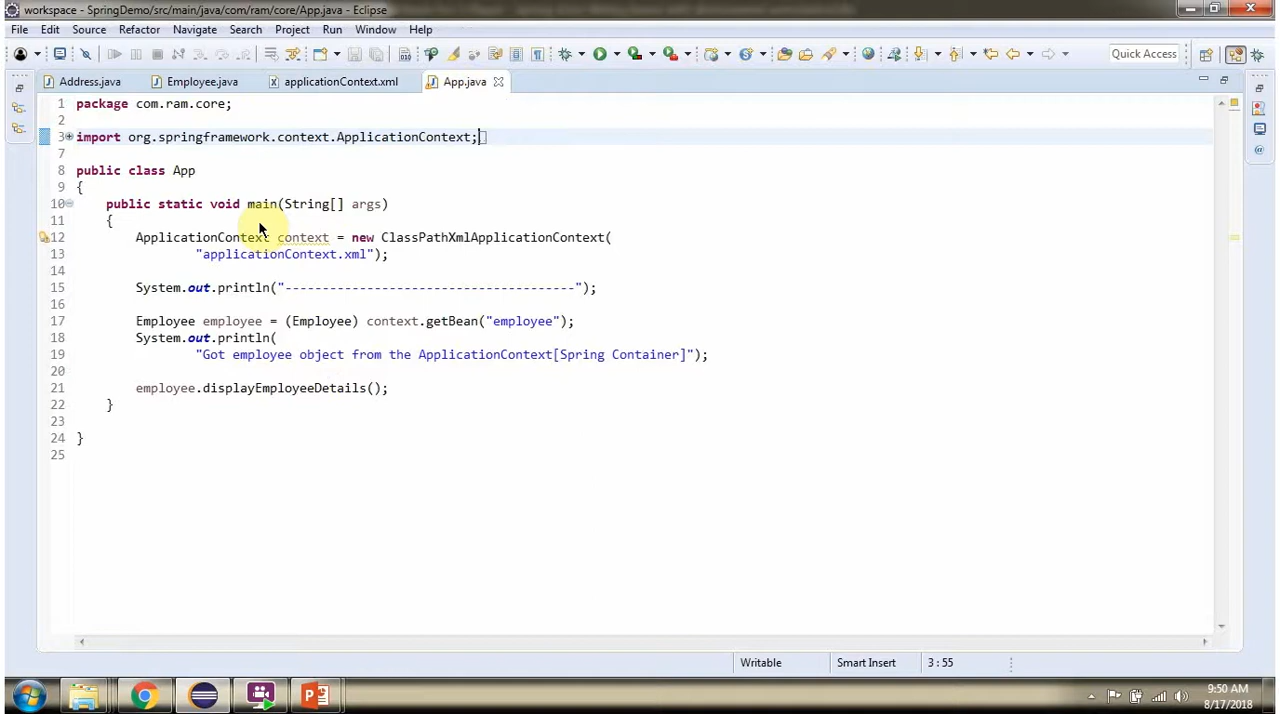 workspace - SpringDemo/src/main/java/com/ram/core/App.java - Eclipse
File Edit Source Refactor Navigate Search Project Run Window Help
Quick Access
Address.java Employee.java applicationContext.xml App.java
1 package com.ram.core;
2
3 import org.springframework.context.ApplicationContext;
7
8 public class App
9 {
10 public static void main(String[] args)
11 {
12 ApplicationContext context = new ClassPathXmlApplicationContext(
13 "applicationContext.xml");
14
15 System.out.println("---------------------------------------");
16
17 Employee employee = (Employee) context.getBean("employee");
18 System.out.println(
19 "Got employee object from the ApplicationContext[Spring Container]");
20
21 employee.displayEmployeeDetails();
22 }
23
24 }
25
Writable Smart Insert 3 : 55
9:50 AM
8/17/2018